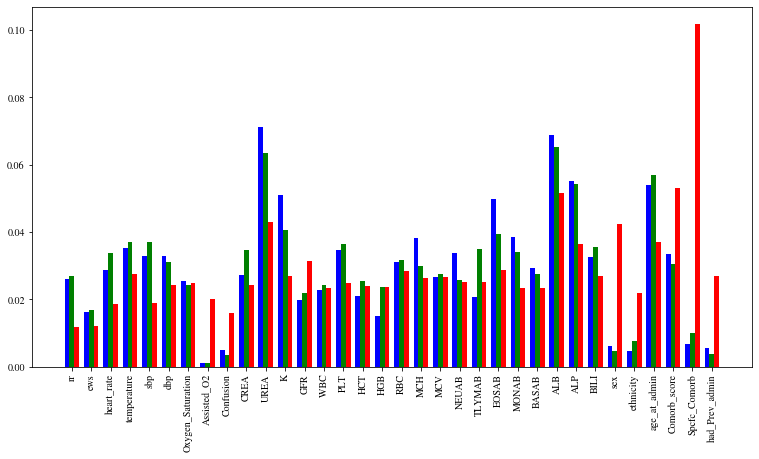 0.10
0.08
0.06
0.04
0.02
0.00
rr
ews
heart_rate
temperature
sbp
dbp
Oxygen_Saturation
Assisted_O2
Confusion
CREA
UREA
K
GFR
WBC
PLT
HCT
HGB
RBC
MCH
MCV
NEUAB
TLYMAB
EOSAB
MONAB
BASAB
ALB
ALP
BILI
sex
ethnicity
age_at_admin
Comorb_score
Spcfc_Comorb
had_Prev_admin